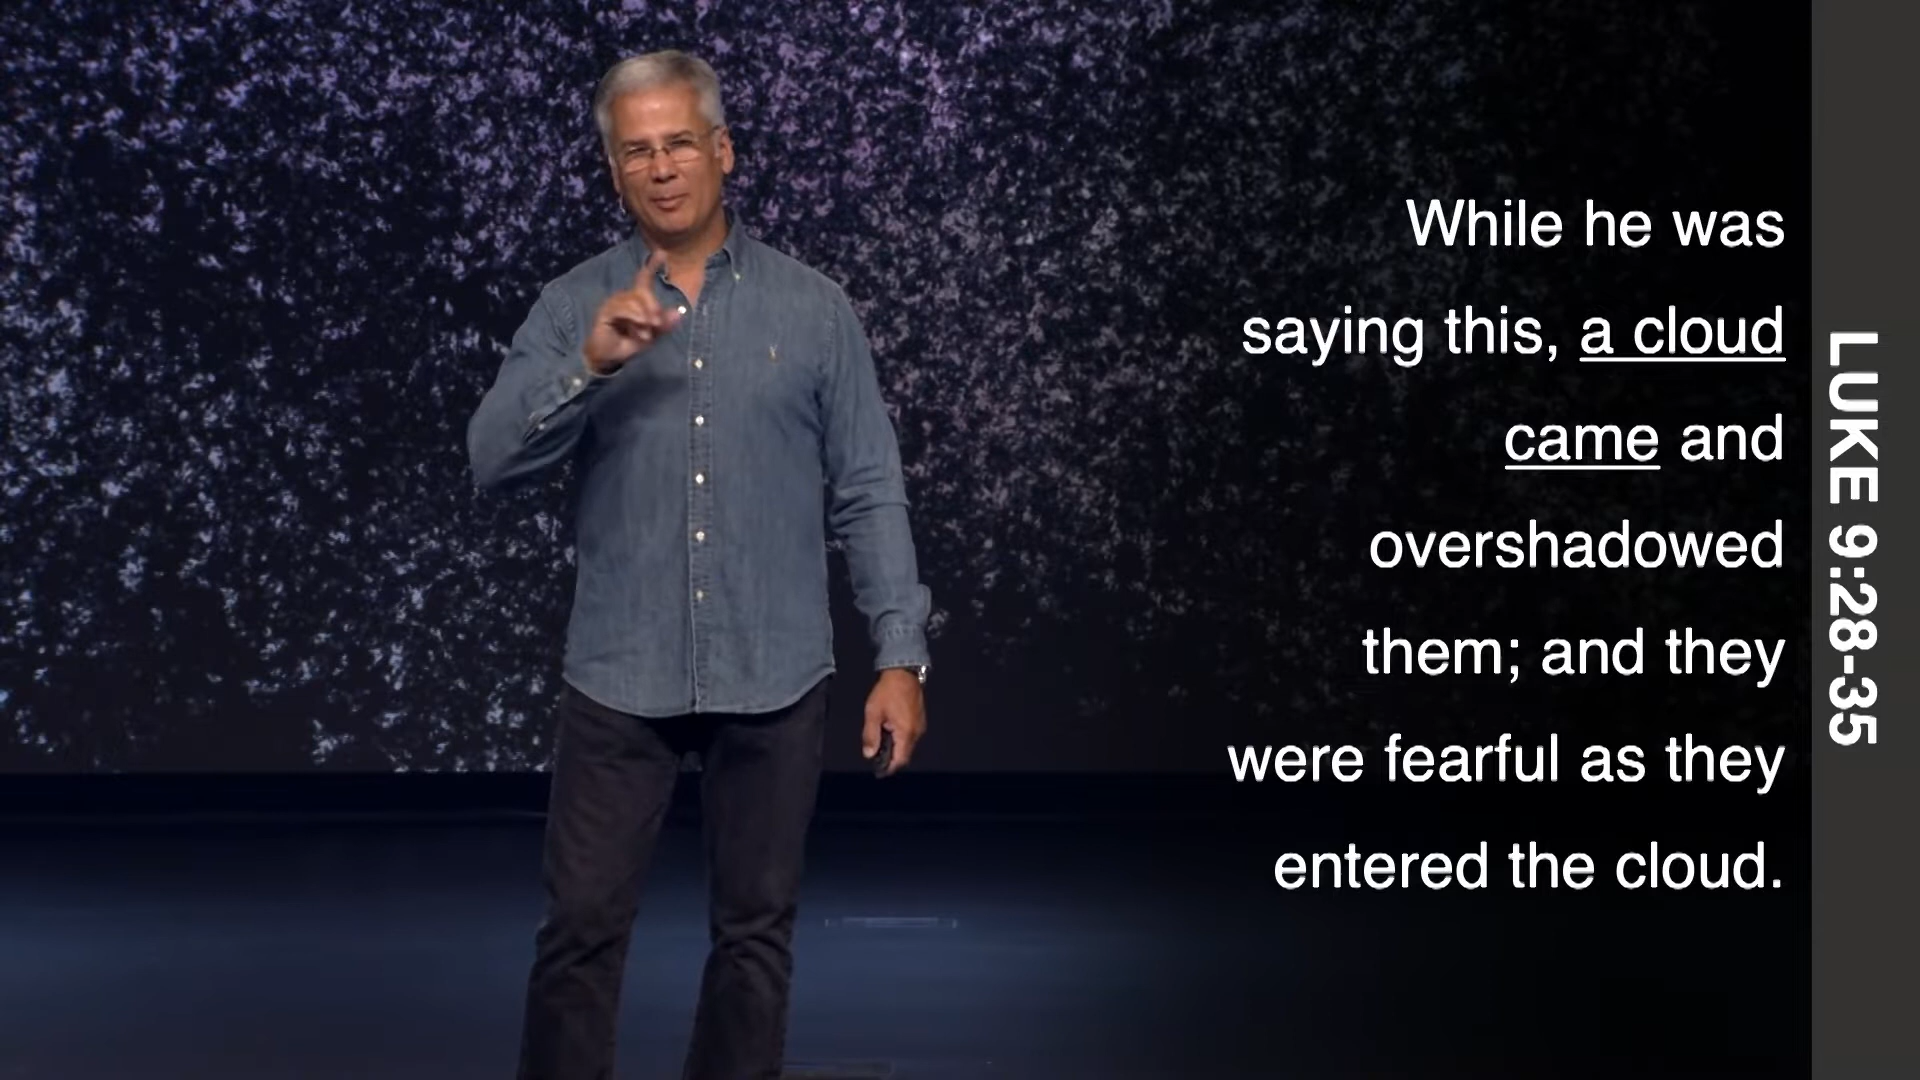 While he was
saying this, a cloud
came and
overshadowed
them; and they
were fearful as they
entered the cloud.
LUKE 9:28-35